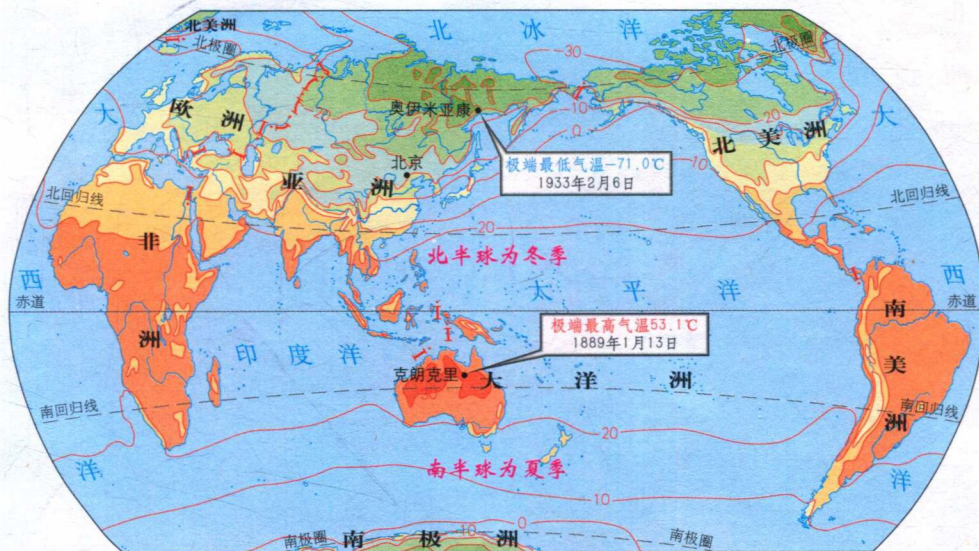 北美洲
北极圈
北冰洋
-30
北极圈
大
欧洲
奥伊米亚康
-10
0
20
大
北美洲
极端最低气温-71.0℃
1933年2月6日
北京
亚洲
10
北回归线
北回归线
20
非洲
北半球为冬季
西
太平洋
西
赤道
赤道
南美洲
极端最高气温53.1℃
1889年1月13日
印度洋
克朗克里
大洋洲
南回归线
南回归线
20
洋
南半球为夏季
洋
10
0
-10
南极圈
南极洲
南极圈